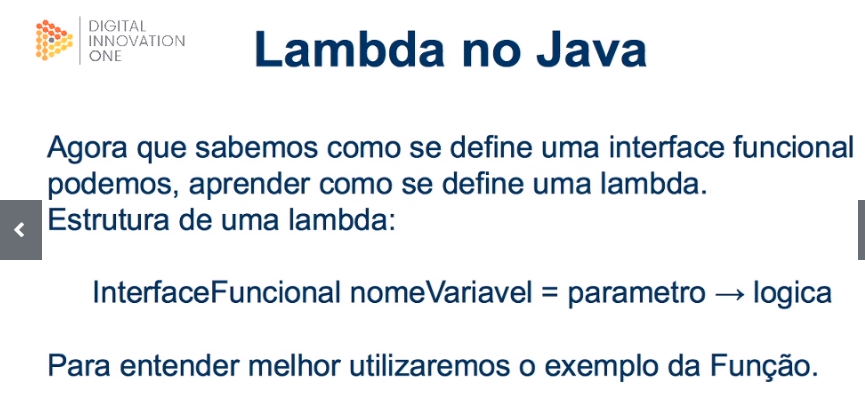 DIGITAL
INNOVATION
ONE
Lambda no Java
Agora que sabemos como se define uma interface funcional
podemos, aprender como se define uma lambda.
Estrutura de uma lambda:
InterfaceFuncional nomeVariavel = parametro → logica
Para entender melhor utilizaremos o exemplo da Função.